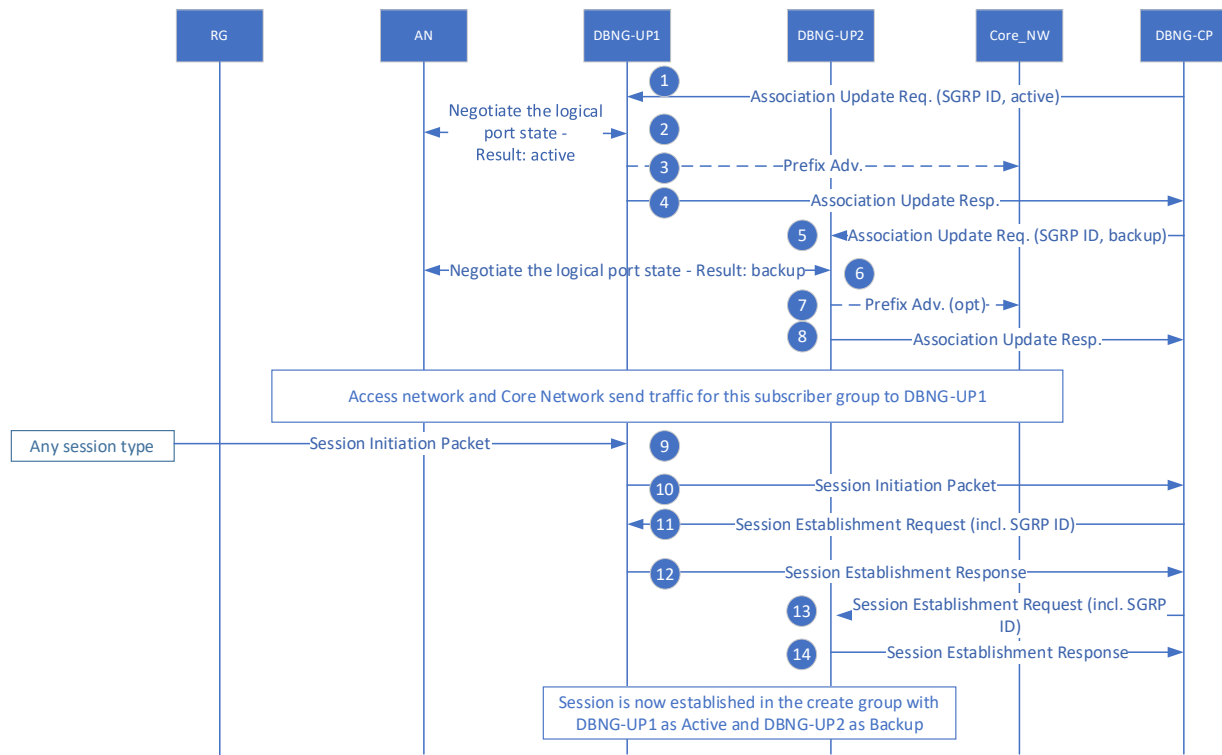 RG
AN
DBNG-UP1
DBNG-UP2
Core_NW
DBNG-CP
1
Association Update Req. (SGRP ID, active)
Negotiate the logical
port state -
Result: active
2
3
Prefix Adv.
4
Association Update Resp.
5
Association Update Req. (SGRP ID, backup)
Negotiate the logical port state - Result: backup
6
7
Prefix Adv. (opt)
8
Association Update Resp.
Access network and Core Network send traffic for this subscriber group to DBNG-UP1
Any session type
Session Initiation Packet
9
10
Session Initiation Packet
11
Session Establishment Request (incl. SGRP ID)
12
Session Establishment Response
13
Session Establishment Request (incl. SGRP
ID)
14
Session Establishment Response
Session is now established in the create group with
DBNG-UP1 as Active and DBNG-UP2 as Backup